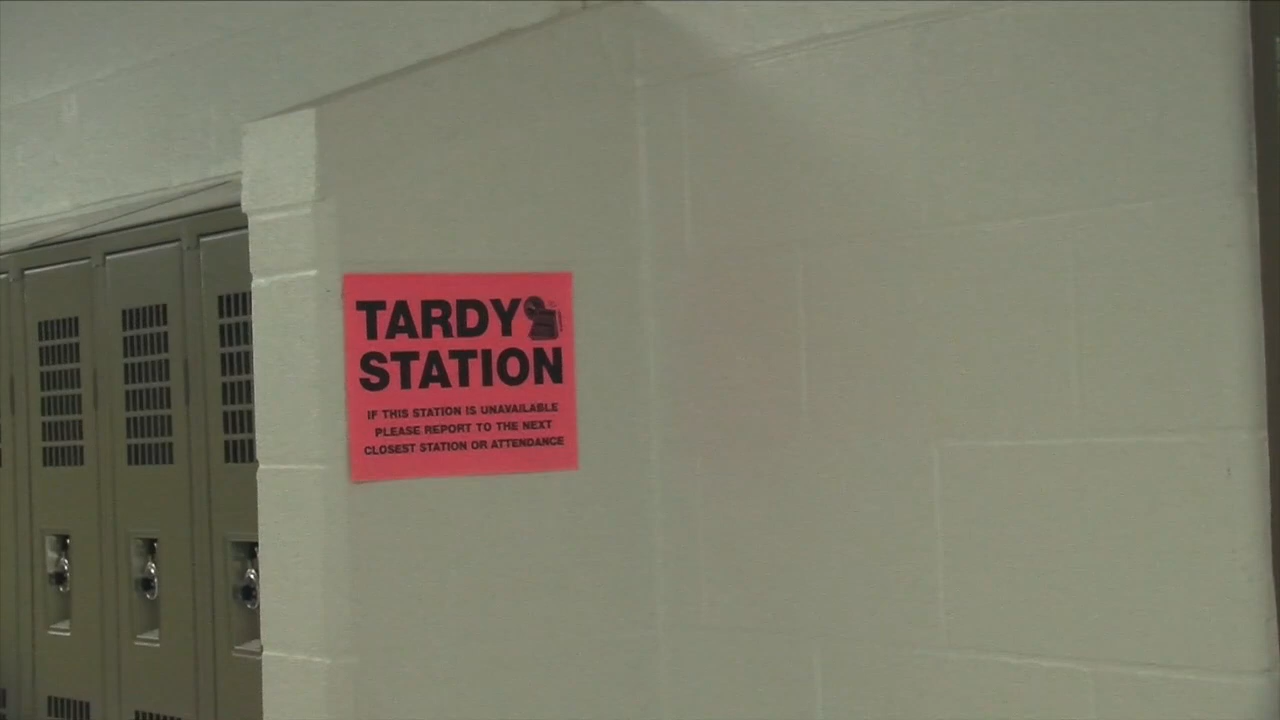 TARDY
STATION
IF THIS STATION IS UNAVAILABLE
PLEASE REPORT TO THE NEXT
CLOSEST STATION OR ATTENDANCE